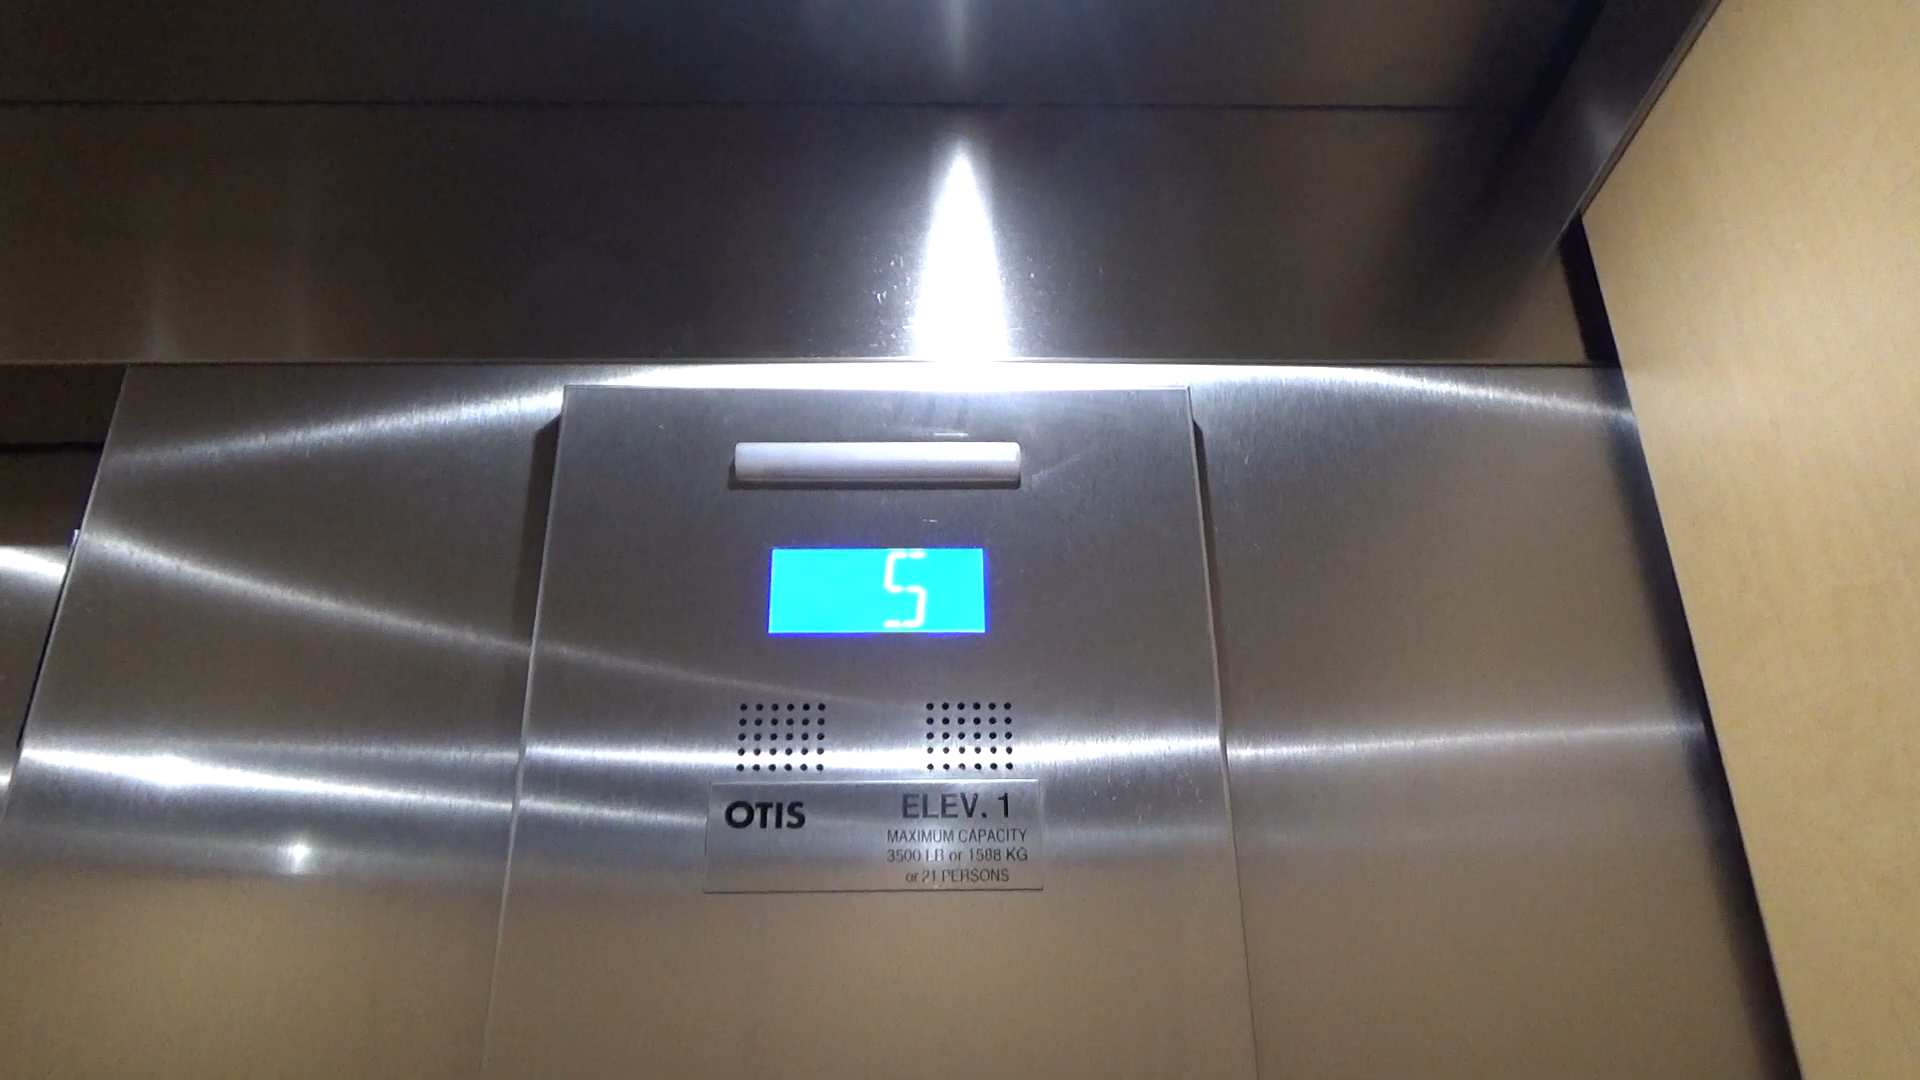 5
OTIS
ELEV. 1
MAXIMUM CAPACITY
3500 LB or 1588 KG
or 21 PERSONS